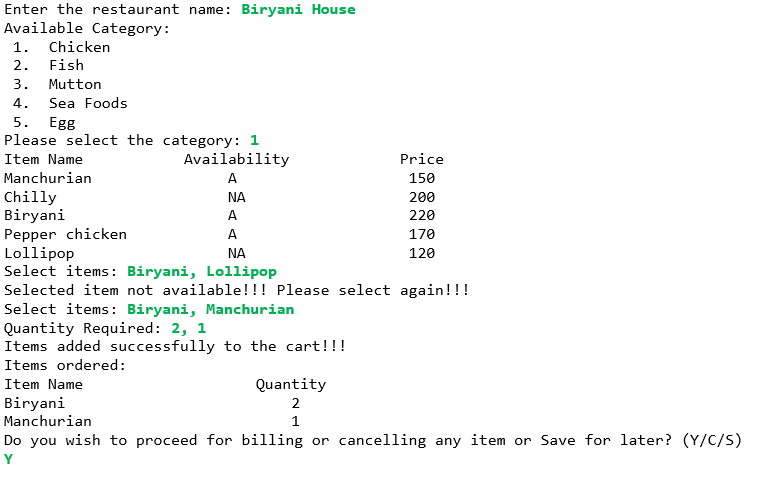 Enter the restaurant name: Biryani House
Available Category:
1. Chicken
2. Fish
3. Mutton
4. Sea Foods
5. Egg
Please select the category: 1
Item Name Availability Price
Manchurian A 150
Chilly NA 200
Biryani A 220
Pepper chicken A 170
Lollipop NA 120
Select items: Biryani, Lollipop
Selected item not available!!! Please select again!!!
Select items: Biryani, Manchurian
Quantity Required: 2, 1
Items added successfully to the cart!!!
Items ordered:
Item Name Quantity
Biryani 2
Manchurian 1
Do you wish to proceed for billing or cancelling any item or Save for later? (Y/C/S)
Y